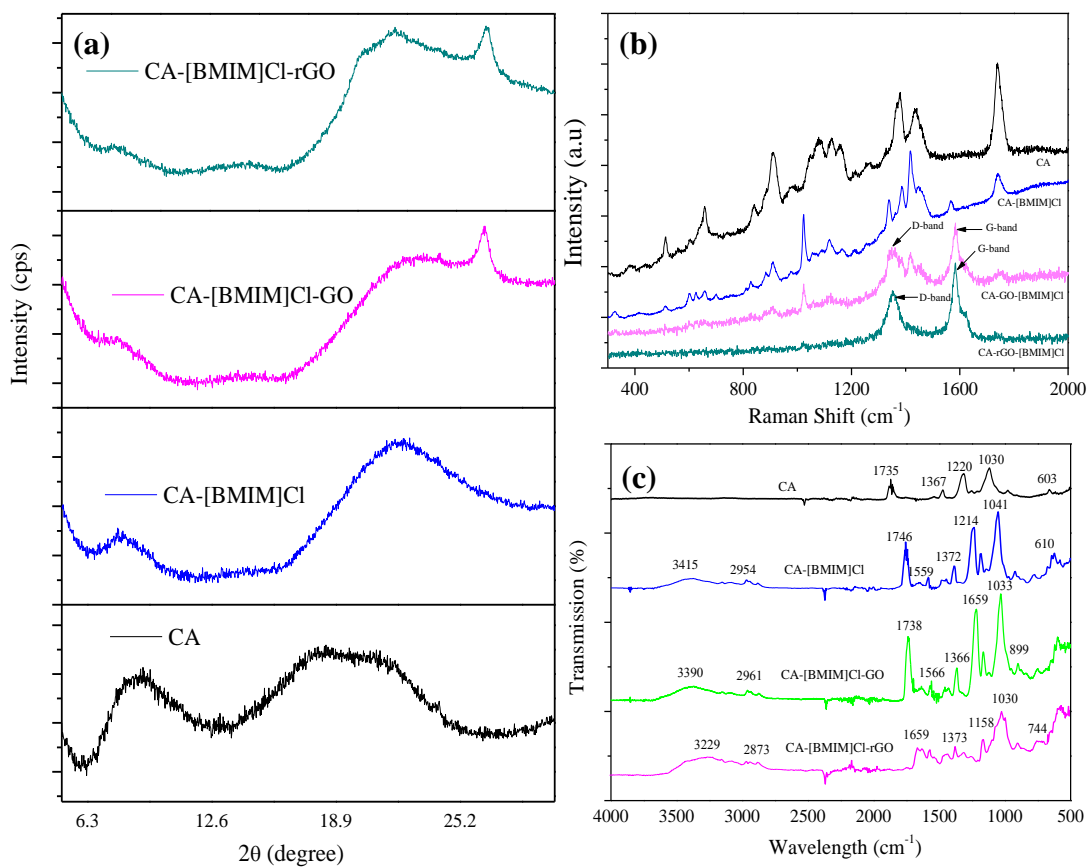 (a)
CA-[BMIM]Cl-rGO
CA-[BMIM]Cl-GO
CA-[BMIM]Cl
CA
Intensity (cps)
6.3 12.6 18.9 25.2
2θ (degree)
(b)
CA
CA-[BMIM]Cl
D-band
G-band
G-band
CA-GO-[BMIM]Cl
D-band
CA-rGO-[BMIM]Cl
Intensity (a.u)
400 800 1200 1600 2000
Raman Shift (cm-1)
(c)
CA
1735
1367
1220
1030
603
CA-[BMIM]Cl
3415
2954
1746
1559
1372
1214
1041
610
CA-[BMIM]Cl-GO
3390
2961
1738
1566
1366
1659
1033
899
CA-[BMIM]Cl-rGO
3229
2873
1659
1373
1158
1030
744
Transmission (%)
4000 3500 3000 2500 2000 1500 1000 500
Wavelength (cm-1)